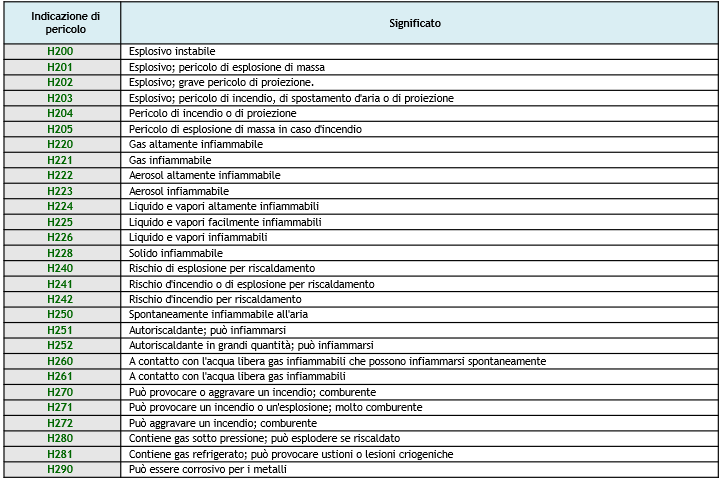 Indicazione di
pericolo
Significato
H200 Esplosivo instabile
H201 Esplosivo; pericolo di esplosione di massa
H202 Esplosivo; grave pericolo di proiezione.
H203 Esplosivo; pericolo di incendio, di spostamento d'aria o di proiezione
H204 Pericolo di incendio o di proiezione
H205 Pericolo di esplosione di massa in caso d'incendio
H220 Gas altamente infiammabile
H221 Gas infiammabile
H222 Aerosol altamente infiammabile
H223 Aerosol infiammabile
H224 Liquido e vapori altamente infiammabili
H225 Liquido e vapori facilmente infiammabili
H226 Liquido e vapori infiammabili
H228 Solido infiammabile
H240 Rischio di esplosione per riscaldamento
H241 Rischio d'incendio o di esplosione per riscaldamento
H242 Rischio d'incendio per riscaldamento
H250 Spontaneamente infiammabile all'aria
H251 Autoriscaldante; può infiammarsi
H252 Autoriscaldante in grandi quantità; può infiammarsi
H260 A contatto con l'acqua libera gas infiammabili che possono infiammarsi spontaneamente
H261 A contatto con l'acqua libera gas infiammabili
H270 Può provocare o aggravare un incendio; comburente
H271 Può provocare un incendio o un'esplosione; molto comburente
H272 Può aggravare un incendio; comburente
H280 Contiene gas sotto pressione; può esplodere se riscaldato
H281 Contiene gas refrigerato; può provocare ustioni o lesioni criogeniche
H290 Può essere corrosivo per i metalli